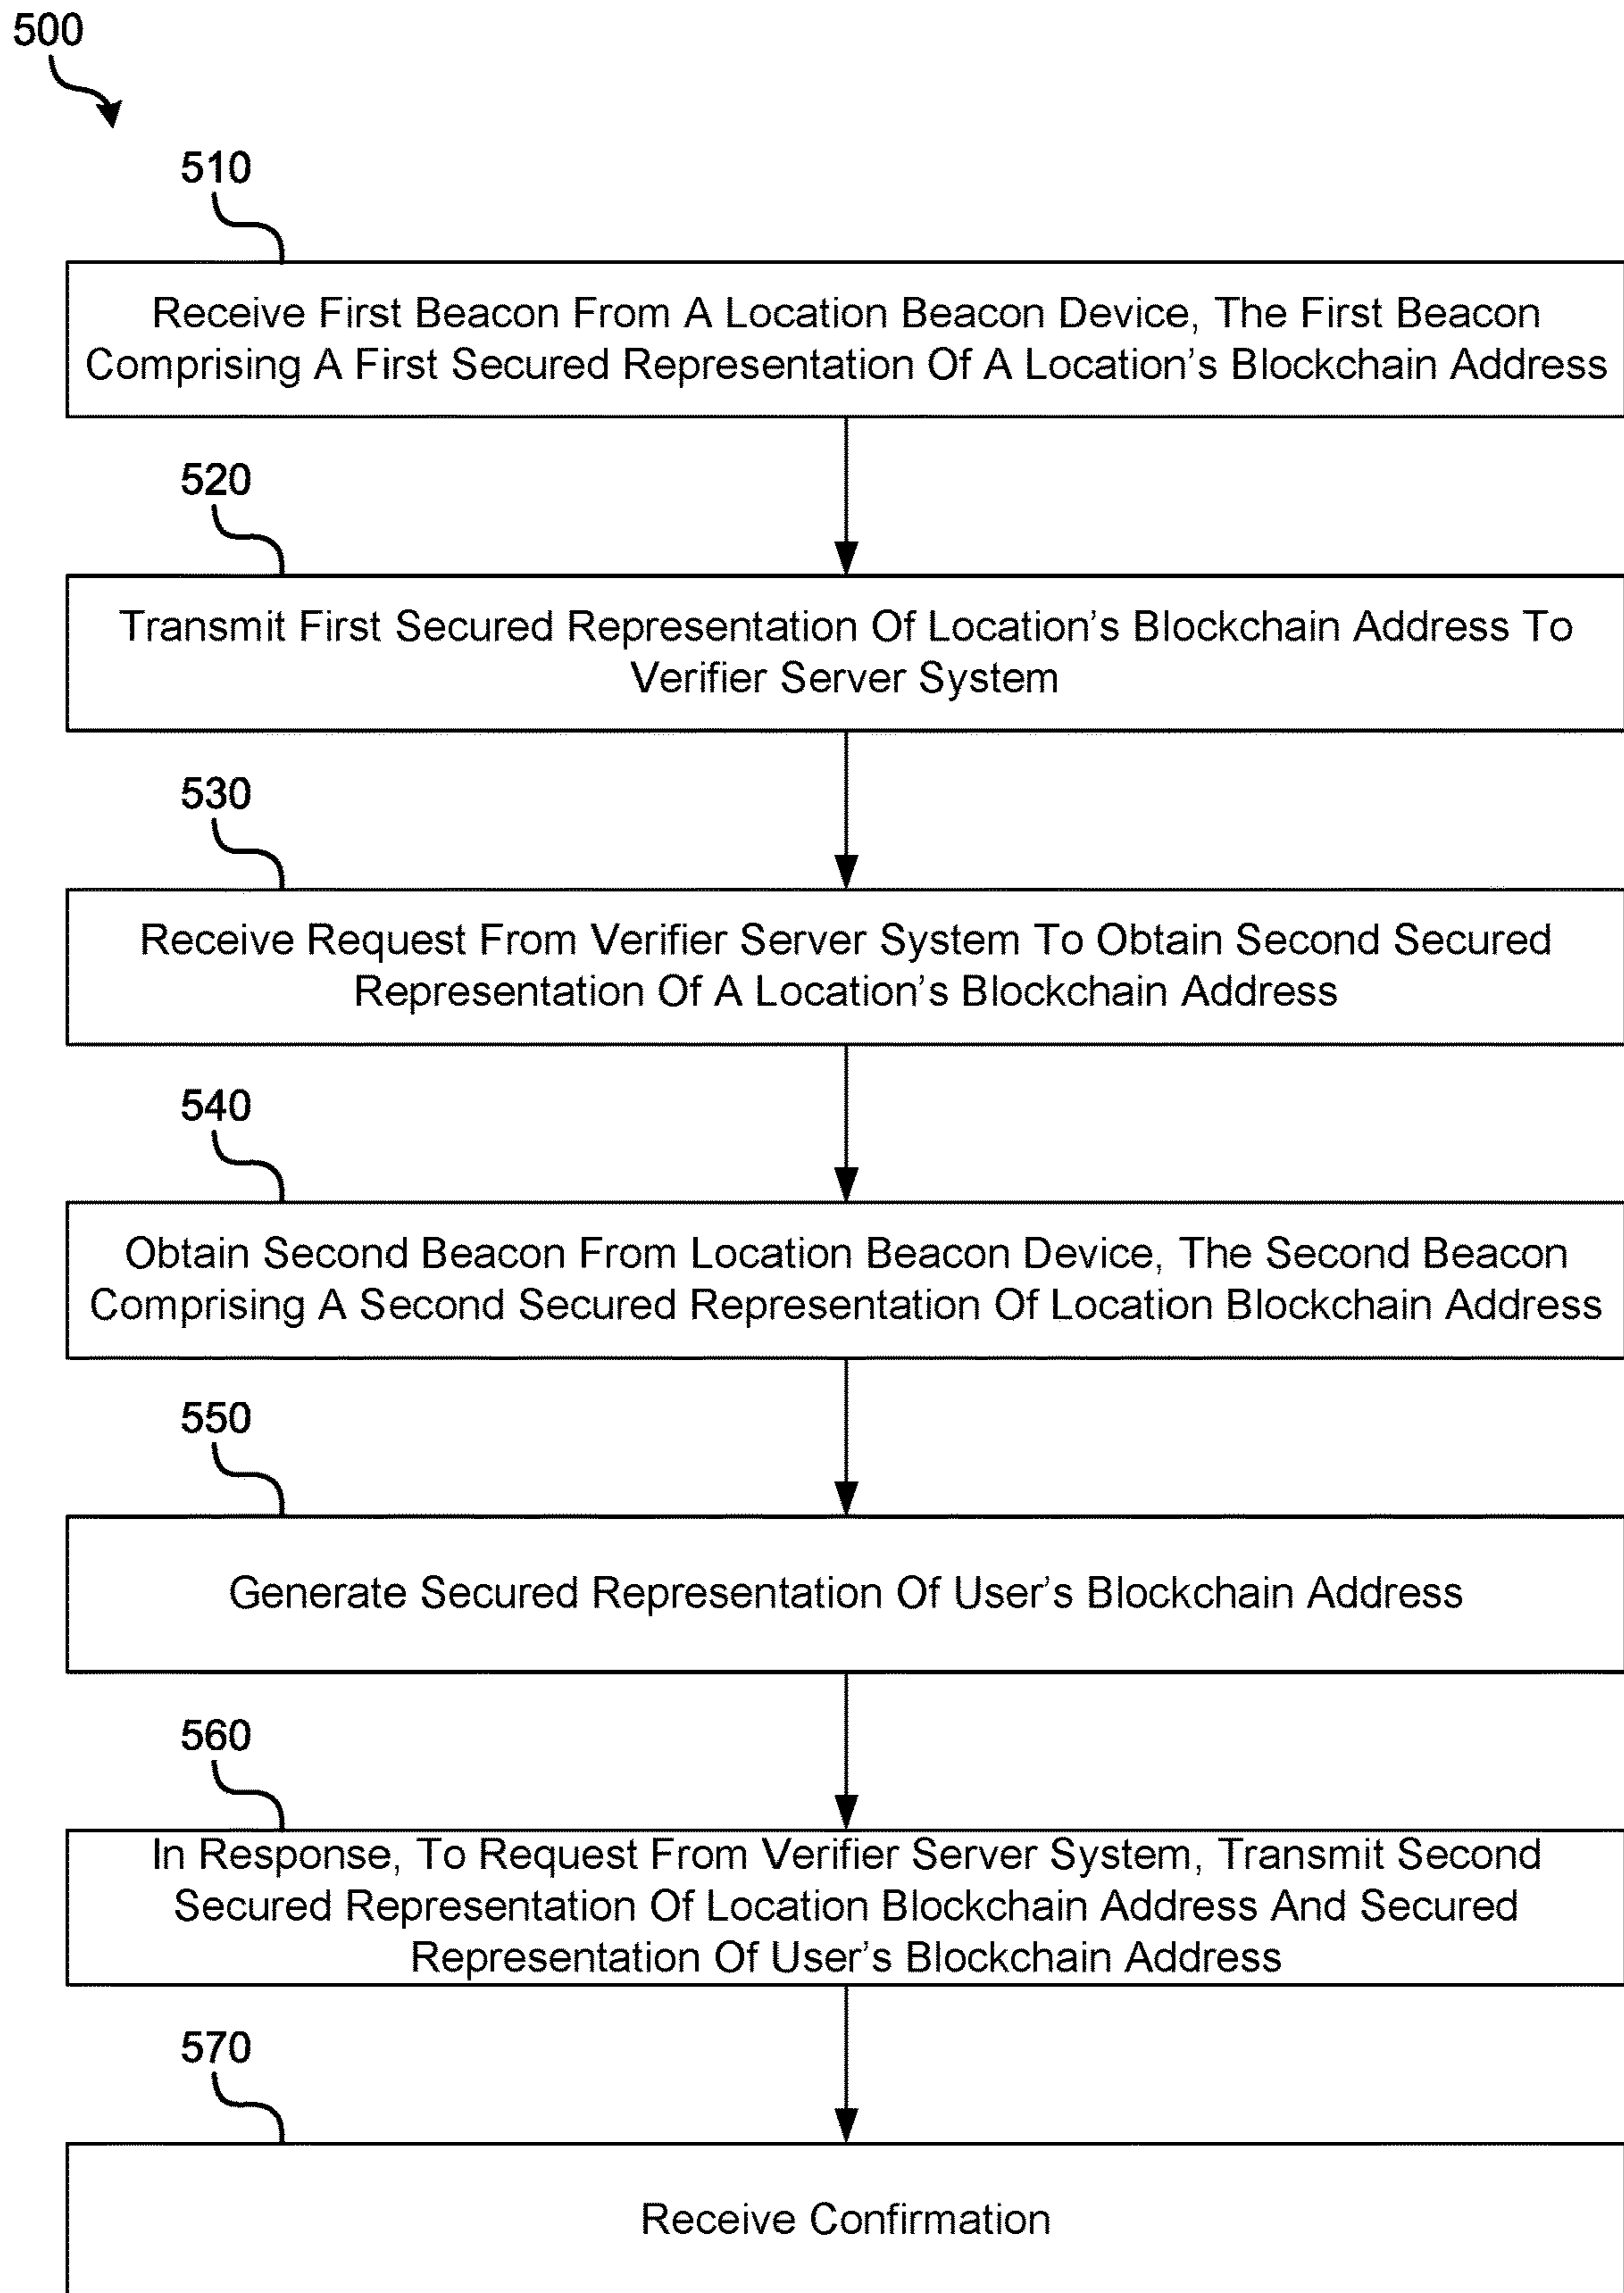 500
510
Receive First Beacon From A Location Beacon Device, The First Beacon
Comprising A First Secured Representation Of A Location's Blockchain Address
520
Transmit First Secured Representation Of Location's Blockchain Address To
Verifier Server System
530
Receive Request From Verifier Server System To Obtain Second Secured
Representation Of A Location's Blockchain Address
540
Obtain Second Beacon From Location Beacon Device, The Second Beacon
Comprising A Second Secured Representation Of Location Blockchain Address
550
Generate Secured Representation Of User's Blockchain Address
560
In Response, To Request From Verifier Server System, Transmit Second
Secured Representation Of Location Blockchain Address And Secured
Representation Of User's Blockchain Address
570
Receive Confirmation